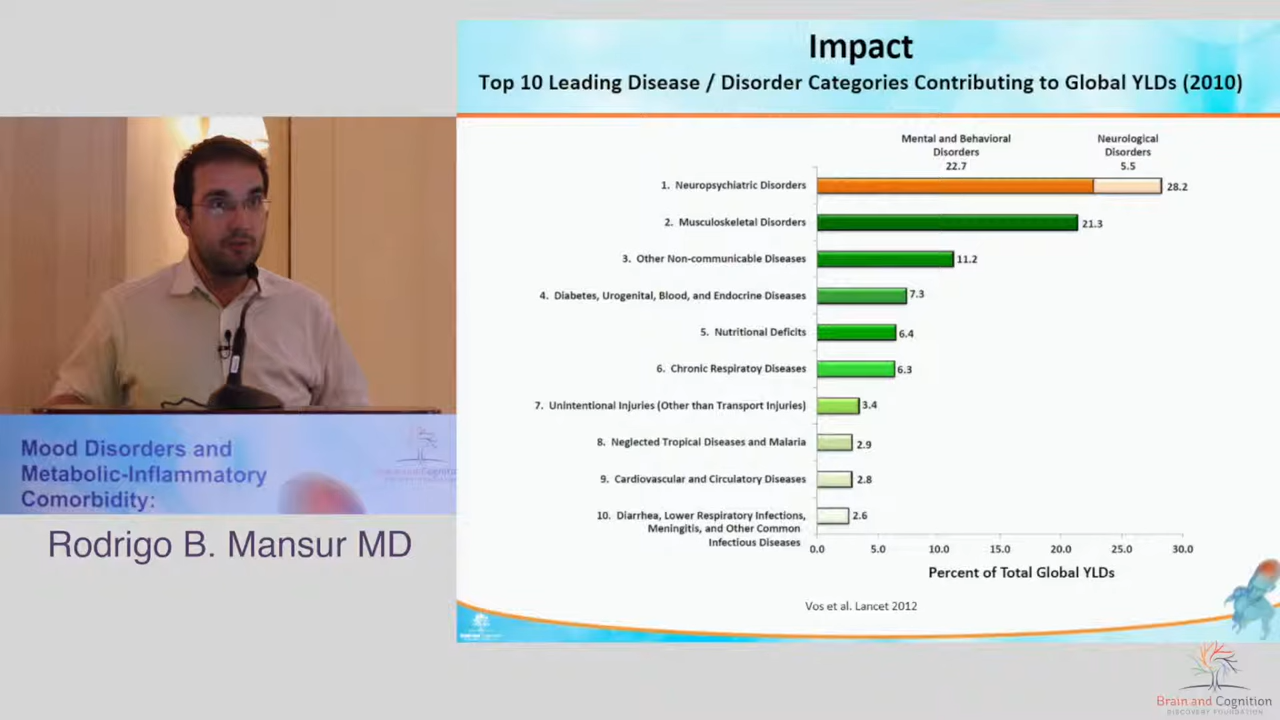 Impact
Top 10 Leading Disease / Disorder Categories Contributing to Global YLDs (2010)
Mental and Behavioral
Disorders
22.7
Neurological
Disorders
5.5
1. Neuropsychiatric Disorders
28.2
2. Musculoskeletal Disorders
21.3
3. Other Non-communicable Diseases
11.2
4. Diabetes, Urogenital, Blood, and Endocrine Diseases
7.3
5. Nutritional Deficits
6.4
6. Chronic Respiratoy Diseases
6.3
7. Unintentional Injuries (Other than Transport Injuries)
3.4
8. Neglected Tropical Diseases and Malaria
2.9
9. Cardiovascular and Circulatory Diseases
2.8
10. Diarrhea, Lower Respiratory Infections,
Meningitis, and Other Common
Infectious Diseases
2.6
0.0 5.0 10.0 15.0 20.0 25.0 30.0
Percent of Total Global YLDs
Vos et al. Lancet 2012
Mood Disorders and
Metabolic-Inflammatory
Comorbidity:
Rodrigo B. Mansur MD
Brain and Cognition
DISCOVERY FOUNDATION